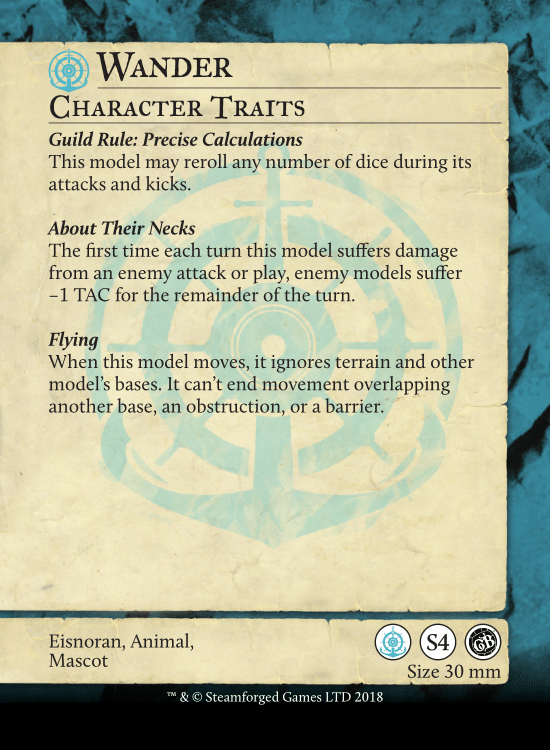 Wander
Character Traits
Guild Rule: Precise Calculations
This model may reroll any number of dice during its
attacks and kicks.
About Their Necks
The first time each turn this model suffers damage
from an enemy attack or play, enemy models suffer
–1 TAC for the remainder of the turn.
Flying
When this model moves, it ignores terrain and other
model's bases. It can't end movement overlapping
another base, an obstruction, or a barrier.
Eisnoran, Animal,
Mascot
S4
GB
Size 30 mm
™ & © Steamforged Games LTD 2018